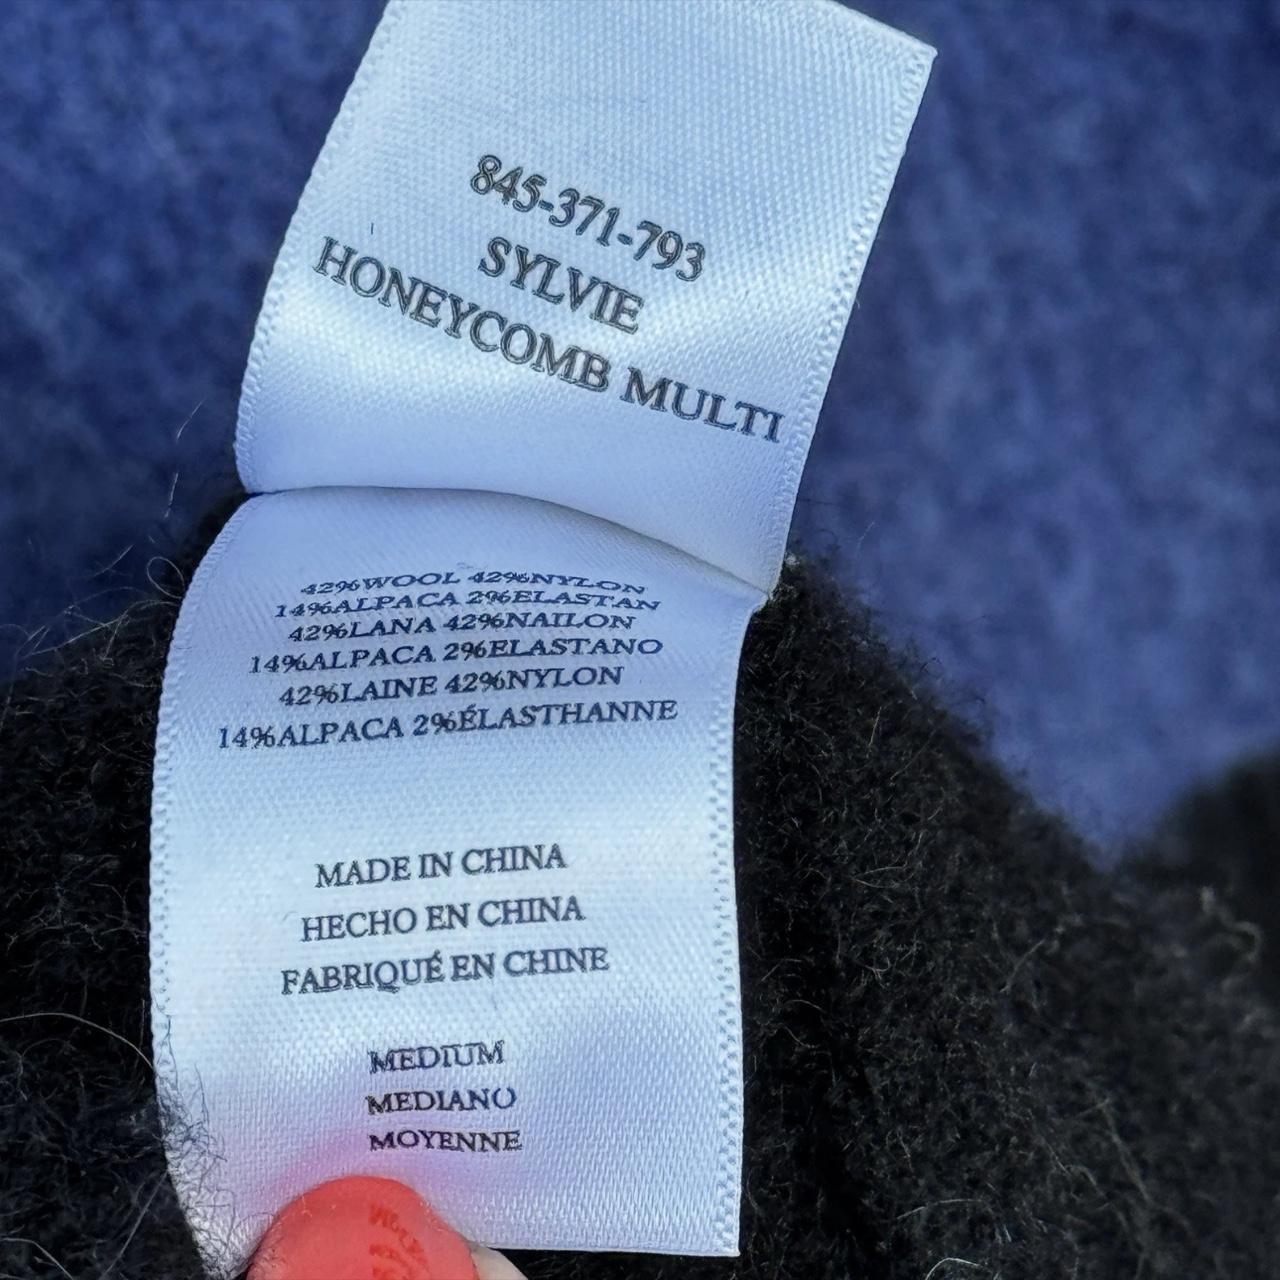 845-371-793
SYLVIE
HONEYCOMB MULTI
42%WOOL 42%NYLON
14%ALPACA 2%ELASTAN
42%LANA 42%NAILON
14%ALPACA 2%ELASTANO
42%LAINE 42%NYLON
14%ALPACA 2%ÉLASTHANNE
MADE IN CHINA
HECHO EN CHINA
FABRIQUÉ EN CHINE
MEDIUM
MEDIANO
MOYENNE